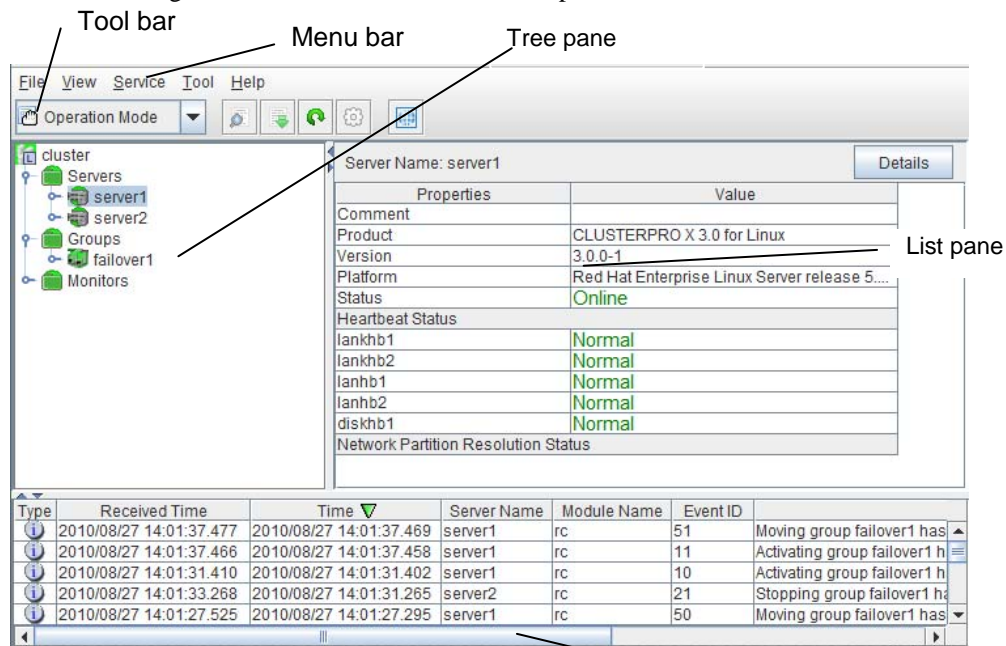 Tool bar
Menu bar
Tree pane
File View Service Tool Help
Operation Mode
cluster
Servers
server1
server2
Groups
failover1
Monitors
Server Name: server1
Details
Properties Value
Comment
Product CLUSTERPRO X 3.0 for Linux
Version 3.0.0-1
Platform Red Hat Enterprise Linux Server release 5....
Status Online
Heartbeat Status
lankhb1 Normal
lankhb2 Normal
lanhb1 Normal
lanhb2 Normal
diskhb1 Normal
Network Partition Resolution Status
List pane
Type Received Time Time Server Name Module Name Event ID
2010/08/27 14:01:37.477 2010/08/27 14:01:37.469 server1 rc 51 Moving group failover1 has
2010/08/27 14:01:37.466 2010/08/27 14:01:37.458 server1 rc 11 Activating group failover1 h
2010/08/27 14:01:31.410 2010/08/27 14:01:31.402 server1 rc 10 Activating group failover1 h
2010/08/27 14:01:33.268 2010/08/27 14:01:31.265 server2 rc 21 Stopping group failover1 ha
2010/08/27 14:01:27.525 2010/08/27 14:01:27.295 server1 rc 50 Moving group failover1 has